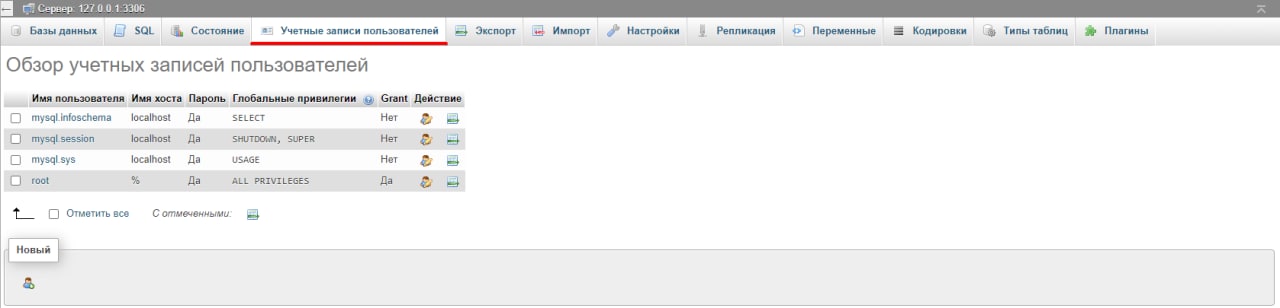 Сервер: 127.0.0.1:3306
Базы данных SQL Состояние Учетные записи пользователей Экспорт Импорт Настройки Репликация Переменные Кодировки Типы таблиц Плагины
Обзор учетных записей пользователей
Имя пользователя Имя хоста Пароль Глобальные привилегии Grant Действие
mysql.infoschema localhost Да SELECT Нет
mysql.session localhost Да SHUTDOWN, SUPER Нет
mysql.sys localhost Да USAGE Нет
root % Да ALL PRIVILEGES Да
Отметить все С отмеченными:
Новый